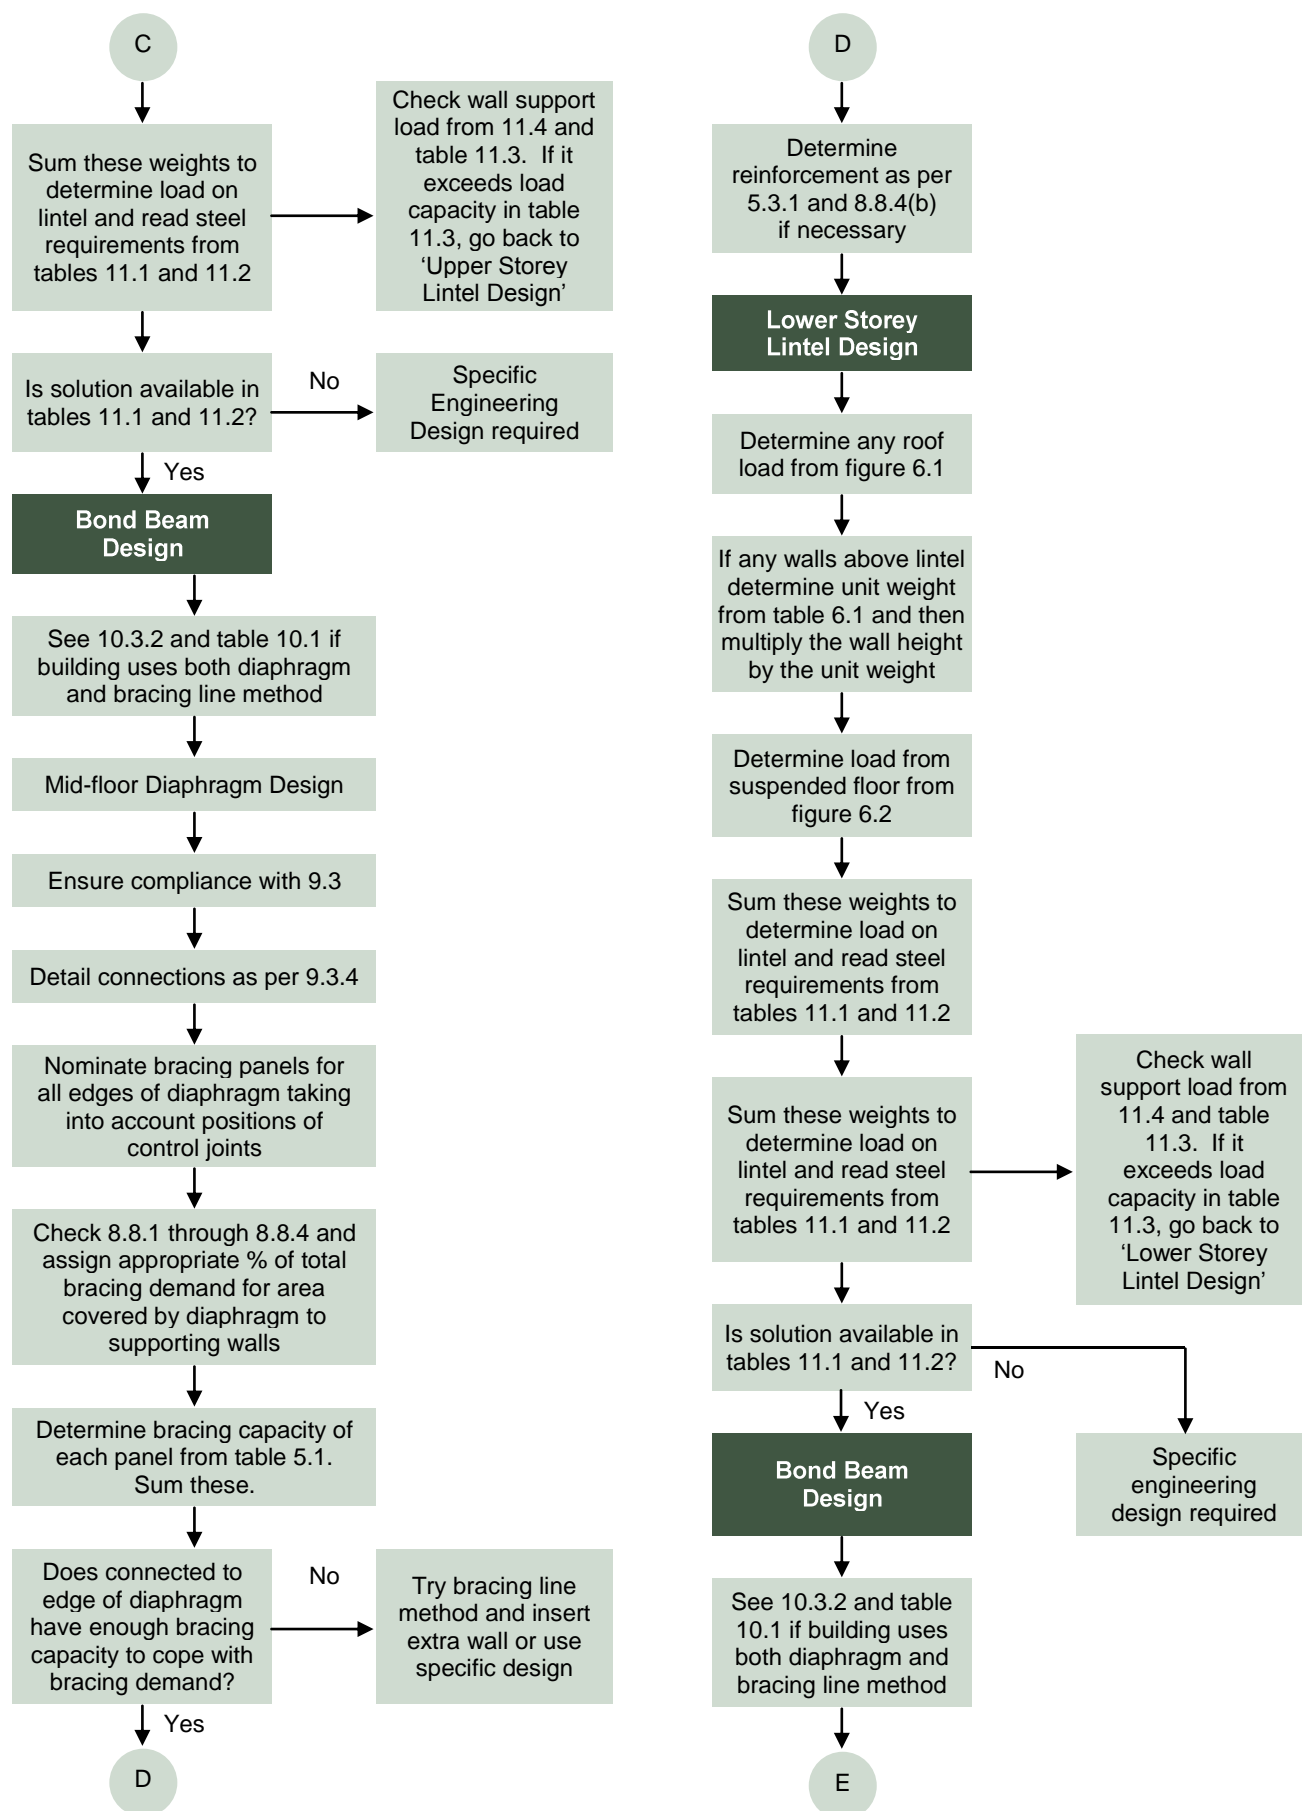 C
Sum these weights to
determine load on
lintel and read steel
requirements from
tables 11.1 and 11.2
Check wall support
load from 11.4 and
table 11.3. If it
exceeds load
capacity in table
11.3, go back to
‘Upper Storey
Lintel Design’
Is solution available in
tables 11.1 and 11.2?
No
Specific
Engineering
Design required
Yes
Bond Beam
Design
See 10.3.2 and table 10.1 if
building uses both diaphragm
and bracing line method
Mid-floor Diaphragm Design
Ensure compliance with 9.3
Detail connections as per 9.3.4
Nominate bracing panels for
all edges of diaphragm taking
into account positions of
control joints
Check 8.8.1 through 8.8.4 and
assign appropriate % of total
bracing demand for area
covered by diaphragm to
supporting walls
Determine bracing capacity of
each panel from table 5.1.
Sum these.
Does connected to
edge of diaphragm
have enough bracing
capacity to cope with
bracing demand?
No
Try bracing line
method and insert
extra wall or use
specific design
Yes
D
D
Determine
reinforcement as per
5.3.1 and 8.8.4(b)
if necessary
Lower Storey
Lintel Design
Determine any roof
load from figure 6.1
If any walls above lintel
determine unit weight
from table 6.1 and then
multiply the wall height
by the unit weight
Determine load from
suspended floor from
figure 6.2
Sum these weights to
determine load on
lintel and read steel
requirements from
tables 11.1 and 11.2
Sum these weights to
determine load on
lintel and read steel
requirements from
tables 11.1 and 11.2
Check wall
support load from
11.4 and table
11.3. If it
exceeds load
capacity in table
11.3, go back to
‘Lower Storey
Lintel Design’
Is solution available in
tables 11.1 and 11.2?
No
Yes
Specific
engineering
design required
Bond Beam
Design
See 10.3.2 and table
10.1 if building uses
both diaphragm and
bracing line method
E